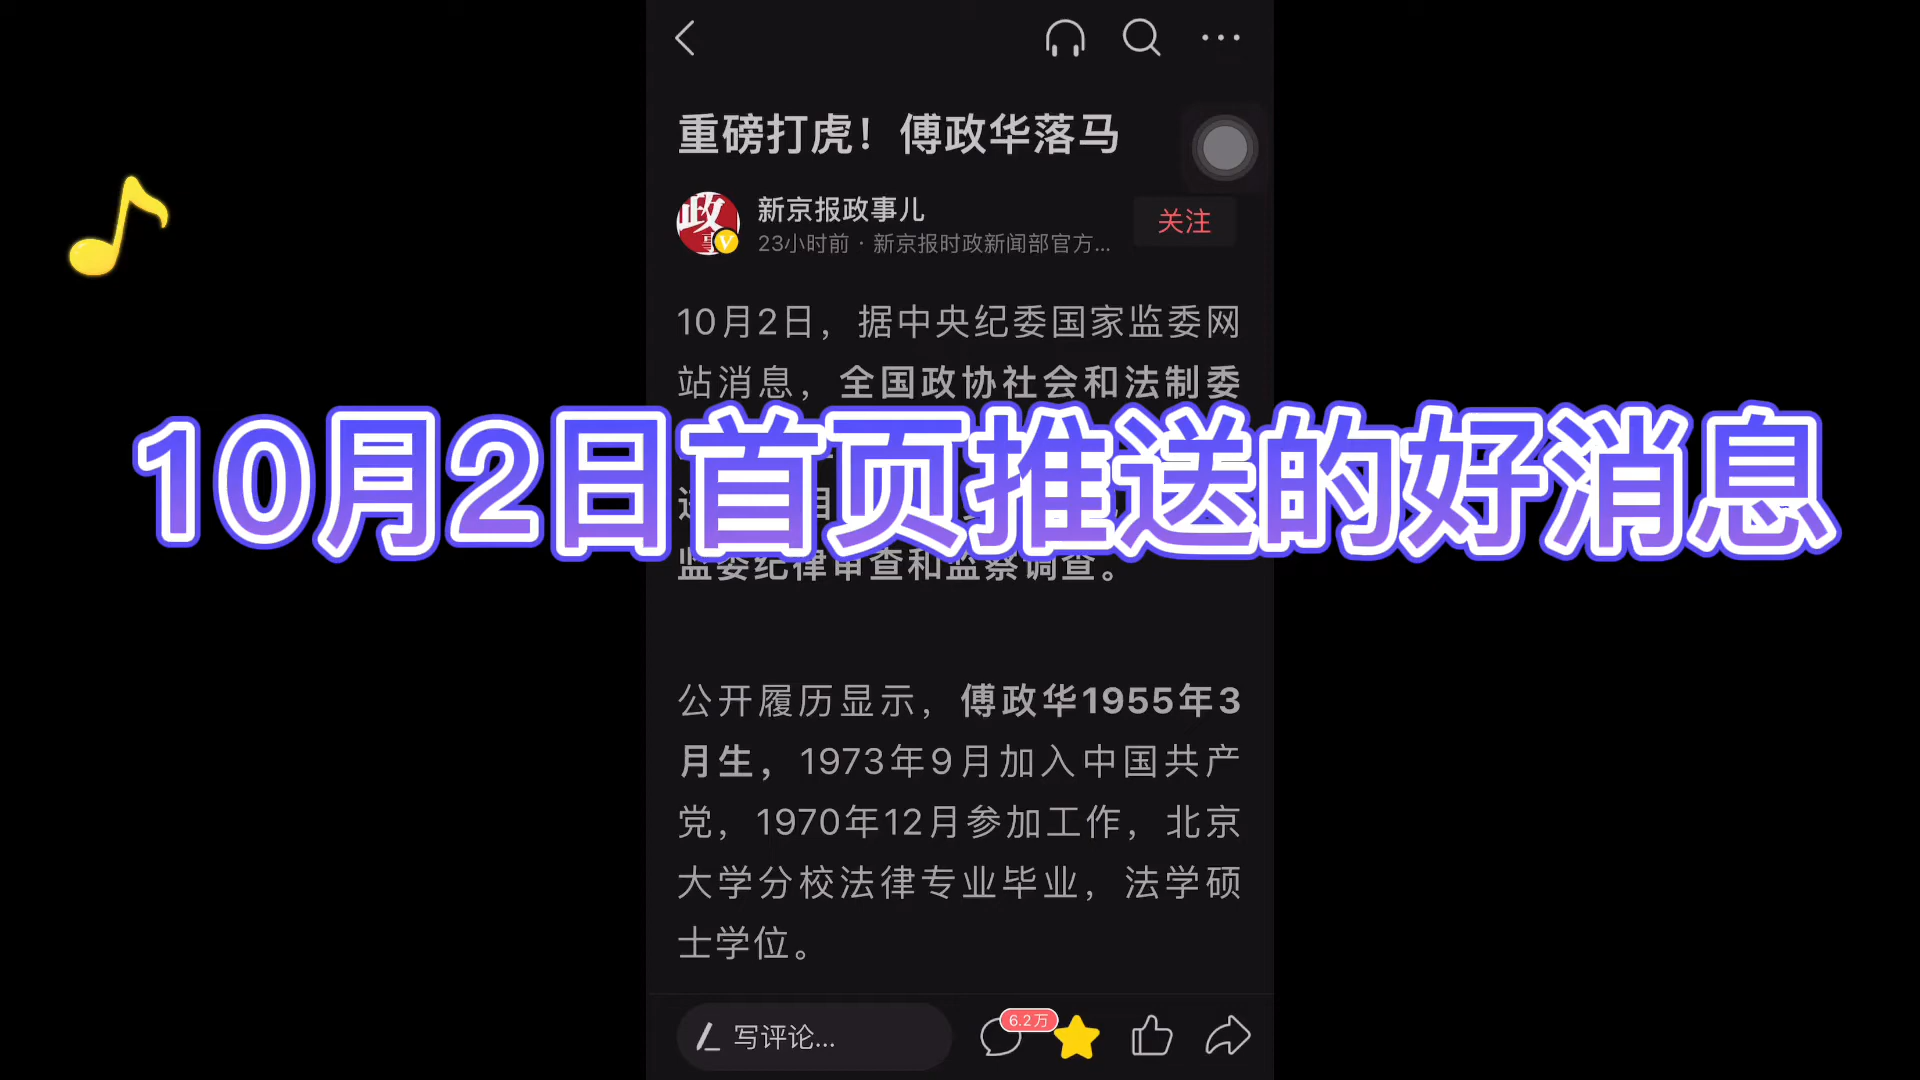 重磅打虎！傅政华落马
政
新京报政事儿
23小时前 · 新京报时政新闻部官方...
关注
10月2日，据中央纪委国家监委网
站消息，全国政协社会和法制委
10月2日首页推送的好消息
监委纪律审查和监察调查。
公开履历显示，傅政华1955年3
月生，1973年9月加入中国共产
党，1970年12月参加工作，北京
大学分校法律专业毕业，法学硕
士学位。
写评论...
6.2万